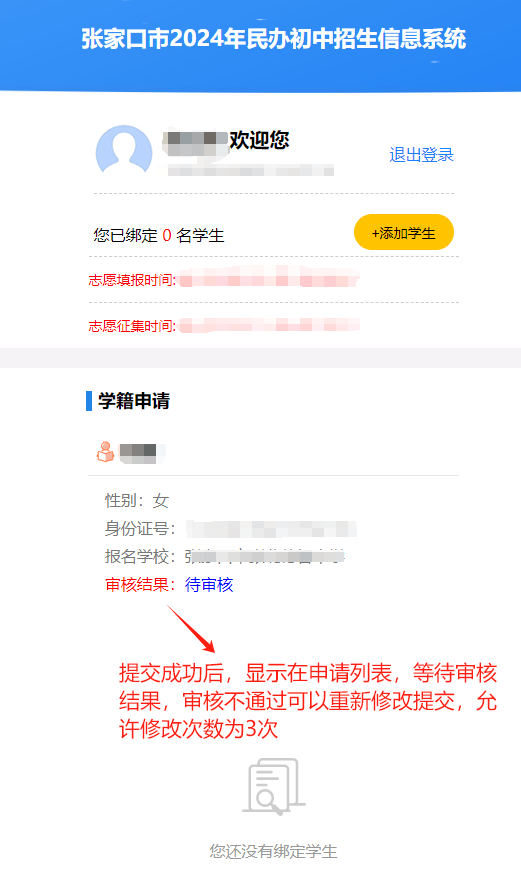 张家口市2024年民办初中招生信息系统
欢迎您
退出登录
您已绑定 0 名学生
+添加学生
志愿填报时间:
志愿征集时间:
学籍申请
性别：女
身份证号：
报名学校：
审核结果：待审核
提交成功后，显示在申请列表，等待审核
结果，审核不通过可以重新修改提交，允
许修改次数为3次
您还没有绑定学生